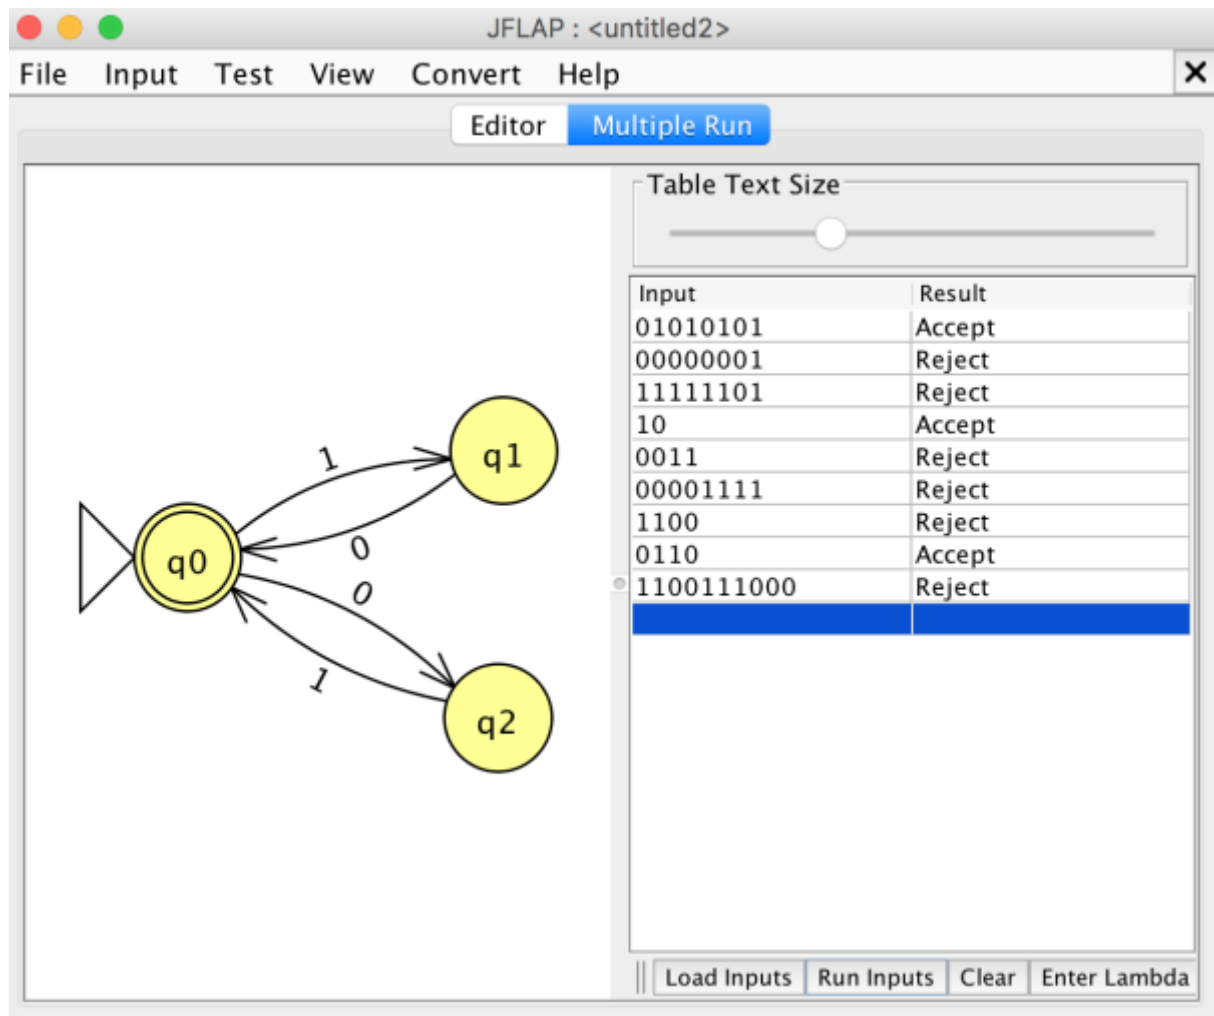 JFLAP : <untitled2>
File Input Test View Convert Help
Editor Multiple Run
Table Text Size
Input Result
01010101 Accept
00000001 Reject
11111101 Reject
10 Accept
0011 Reject
00001111 Reject
1100 Reject
0110 Accept
1100111000 Reject
1
q1
0
q0
0
1
q2
Load Inputs Run Inputs Clear Enter Lambda